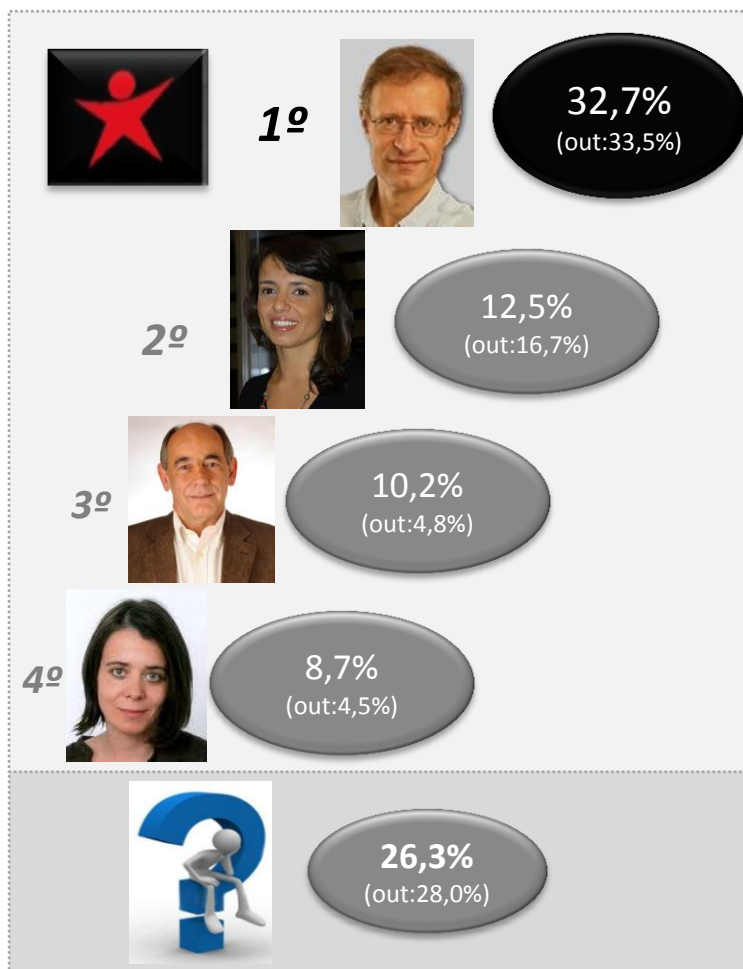 1º
32,7%
(out:33,5%)
2º
12,5%
(out:16,7%)
3º
10,2%
(out:4,8%)
4º
8,7%
(out:4,5%)
26,3%
(out:28,0%)